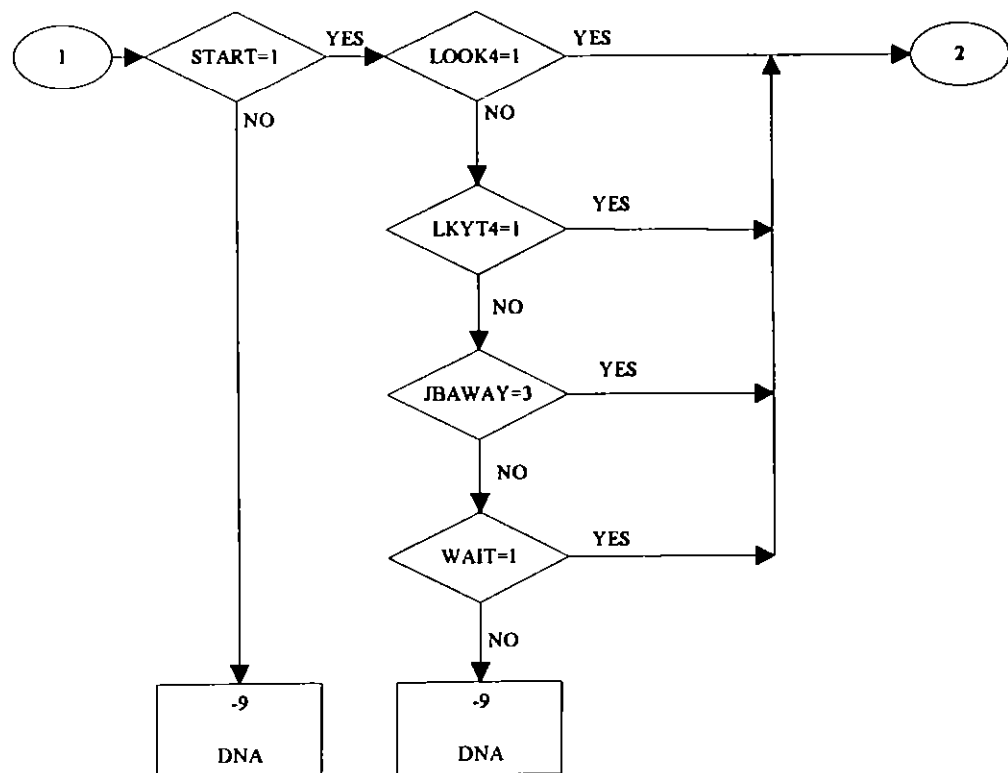 1
START=1
YES
LOOK4=1
YES
2
NO
NO
LKYT4=1
YES
NO
JBAWAY=3
YES
NO
WAIT=1
YES
NO
-9
DNA
-9
DNA